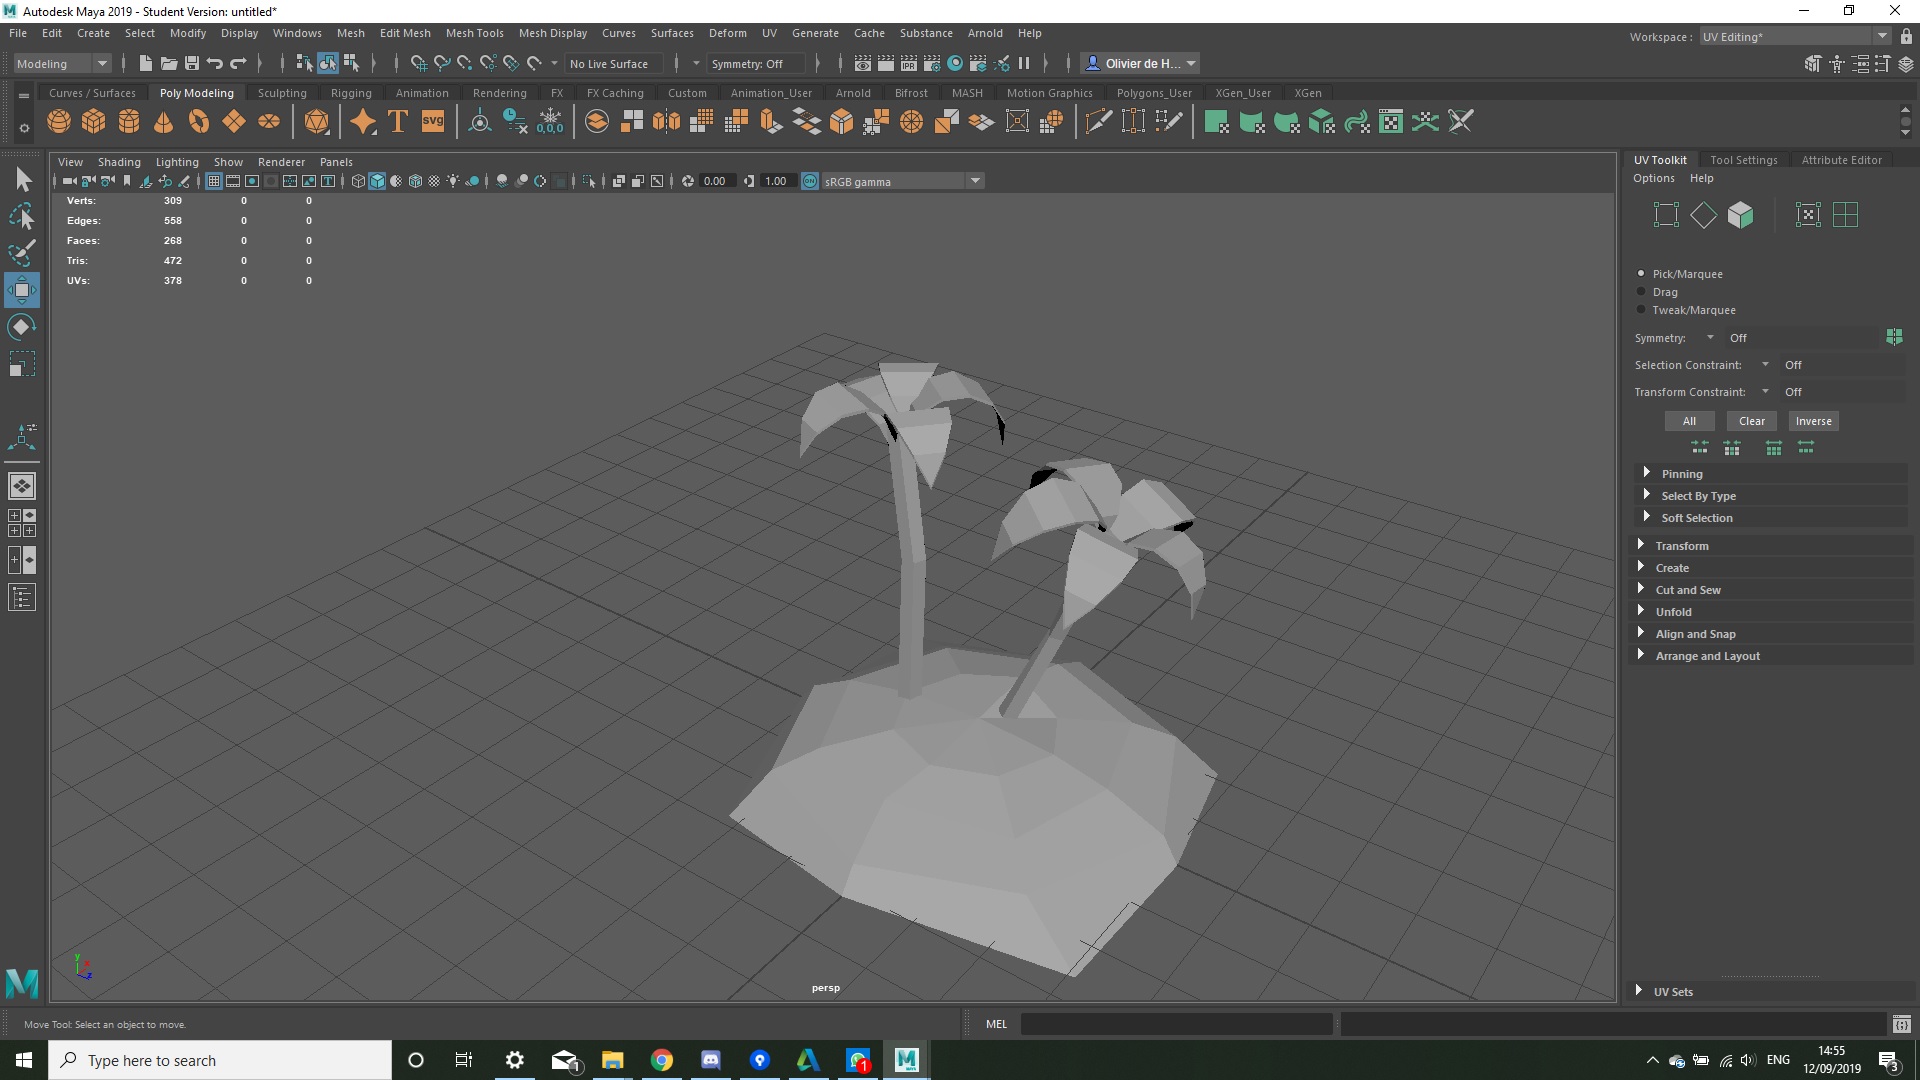 Autodesk Maya 2019 - Student Version: untitled*
File Edit Create Select Modify Display Windows Mesh Edit Mesh Mesh Tools Mesh Display Curves Surfaces Deform UV Generate Cache Substance Arnold Help
Workspace : UV Editing*
Modeling No Live Surface Symmetry: Off Olivier de H...
Curves / Surfaces Poly Modeling Sculpting Rigging Animation Rendering FX FX Caching Custom Animation_User Arnold Bifrost MASH Motion Graphics Polygons_User XGen_User XGen
T svg 0,0,0
View Shading Lighting Show Renderer Panels
0.00 1.00 ON sRGB gamma
Verts: 309 0 0
Edges: 558 0 0
Faces: 268 0 0
Tris: 472 0 0
UVs: 378 0 0
UV Toolkit Tool Settings Attribute Editor
Options Help
Pick/Marquee
Drag
Tweak/Marquee
Symmetry: Off
Selection Constraint: Off
Transform Constraint: Off
All Clear Inverse
Pinning
Select By Type
Soft Selection
Transform
Create
Cut and Sew
Unfold
Align and Snap
Arrange and Layout
UV Sets
y x z
persp
Move Tool: Select an object to move.
MEL
Type here to search
1
1
ENG
14:55
12/09/2019
3